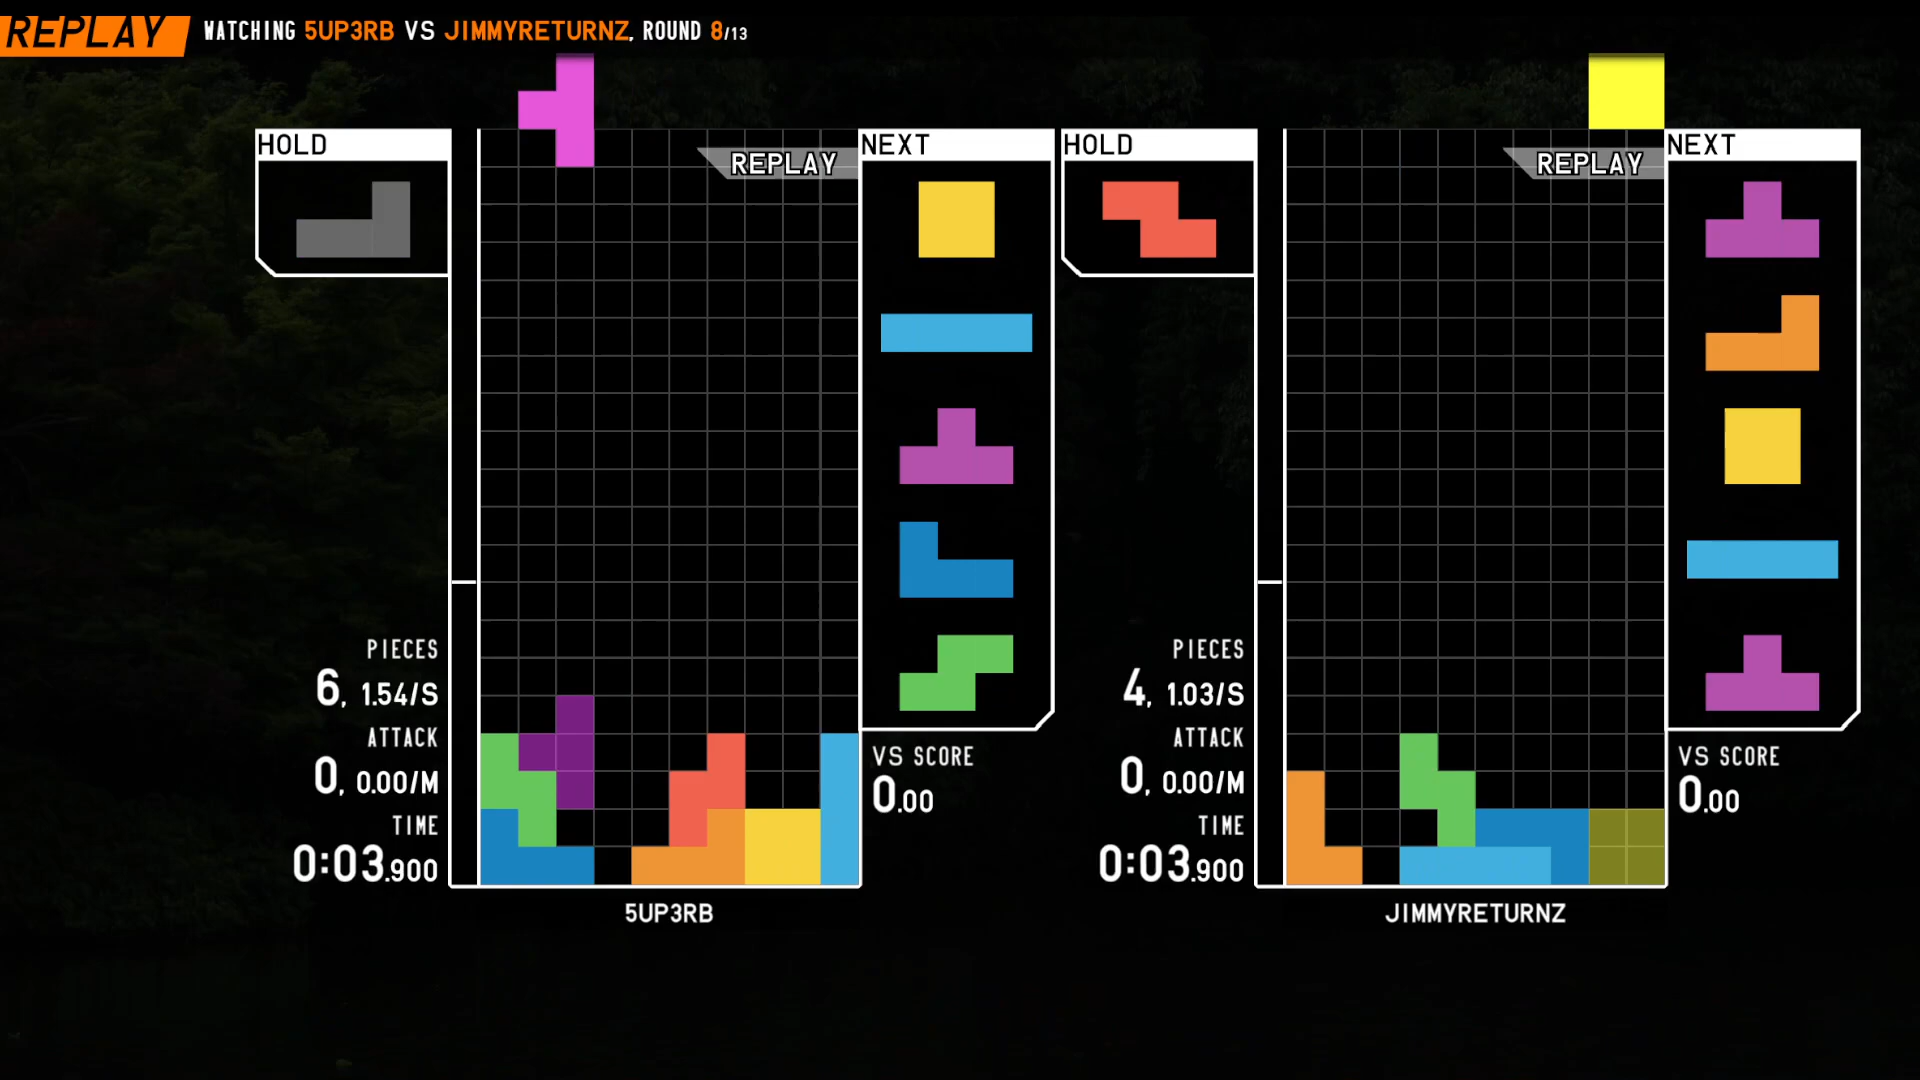 REPLAY
WATCHING 5UP3RB VS JIMMYRETURNZ, ROUND 8/13
HOLD
NEXT
REPLAY
PIECES
6, 1.54/S
ATTACK
0, 0.00/M
TIME
0:03.900
VS SCORE
0.00
5UP3RB
HOLD
NEXT
REPLAY
PIECES
4, 1.03/S
ATTACK
0, 0.00/M
TIME
0:03.900
VS SCORE
0.00
JIMMYRETURNZ